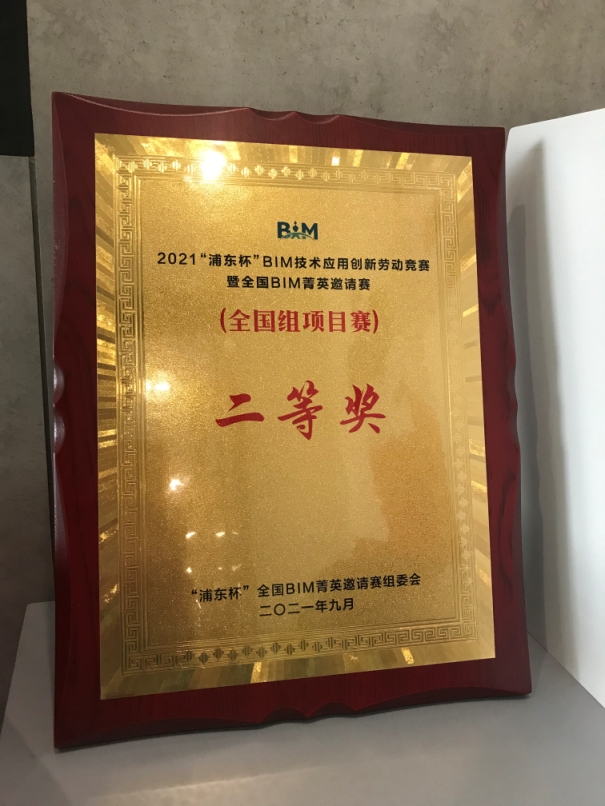 BIM
2021“浦东杯”BIM技术应用创新劳动竞赛
暨全国BIM菁英邀请赛
(全国组项目赛)
二等奖
“浦东杯”全国BIM菁英邀请赛组委会
二〇二一年九月